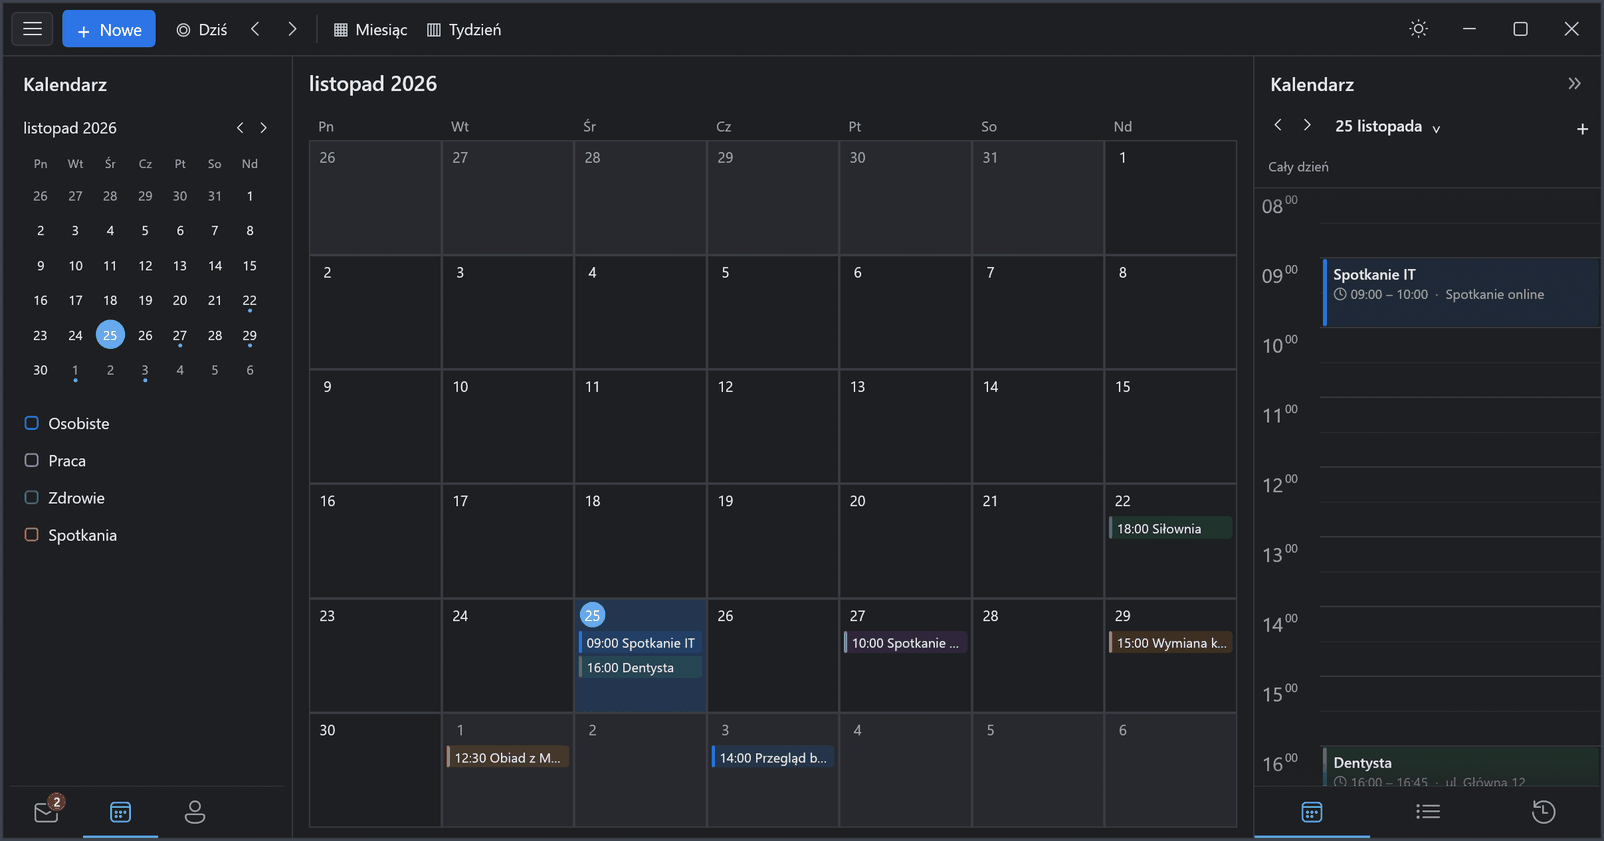 Nowe Dziś Miesiąc Tydzień
Kalendarz
listopad 2026
Pn Wt Śr Cz Pt So Nd
26 27 28 29 30 31 1
2 3 4 5 6 7 8
9 10 11 12 13 14 15
16 17 18 19 20 21 22
23 24 25 26 27 28 29
30 1 2 3 4 5 6
Osobiste
Praca
Zdrowie
Spotkania
2
listopad 2026
Pn Wt Śr Cz Pt So Nd
26 27 28 29 30 31 1
2 3 4 5 6 7 8
9 10 11 12 13 14 15
16 17 18 19 20 21 22
18:00 Siłownia
23 24 25 26 27 28 29
09:00 Spotkanie IT 10:00 Spotkanie ... 15:00 Wymiana k...
16:00 Dentysta
30 1 2 3 4 5 6
12:30 Obiad z M... 14:00 Przegląd b...
Kalendarz
25 listopada
Cały dzień
08 00
09 00
Spotkanie IT
09:00 – 10:00 · Spotkanie online
10 00
11 00
12 00
13 00
14 00
15 00
16 00
Dentysta
16:00 – 16:45 · ul. Główna 12